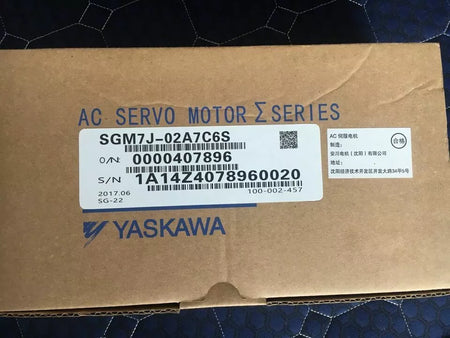 AC SERVO MOTOR Σ SERIES
SGM7J-02A7C6S
O/N: 0000407896
S/N 1A14Z4078960020
2017.06
SG-22
100-002-457
AC 伺服电机
制造:
安川电机(沈阳)有限公司
地址:
沈阳经济技术开发区开发大路34甲5号
合格
YASKAWA